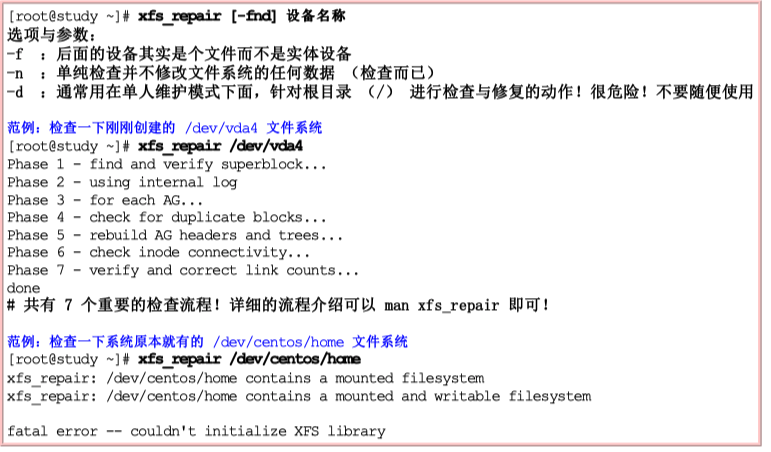 [root@study ~]# xfs_repair [-fnd] 设备名称
选项与参数：
-f  ：后面的设备其实是个文件而不是实体设备
-n  ：单纯检查并不修改文件系统的任何数据 （检查而已）
-d  ：通常用在单人维护模式下面，针对根目录 （/） 进行检查与修复的动作！很危险！不要随便使用
范例：检查一下刚刚创建的 /dev/vda4 文件系统
[root@study ~]# xfs_repair /dev/vda4
Phase 1 - find and verify superblock...
Phase 2 - using internal log
Phase 3 - for each AG...
Phase 4 - check for duplicate blocks...
Phase 5 - rebuild AG headers and trees...
Phase 6 - check inode connectivity...
Phase 7 - verify and correct link counts...
done
# 共有 7 个重要的检查流程！详细的流程介绍可以 man xfs_repair 即可！
范例：检查一下系统原本就有的 /dev/centos/home 文件系统
[root@study ~]# xfs_repair /dev/centos/home
xfs_repair: /dev/centos/home contains a mounted filesystem
xfs_repair: /dev/centos/home contains a mounted and writable filesystem
fatal error -- couldn't initialize XFS library